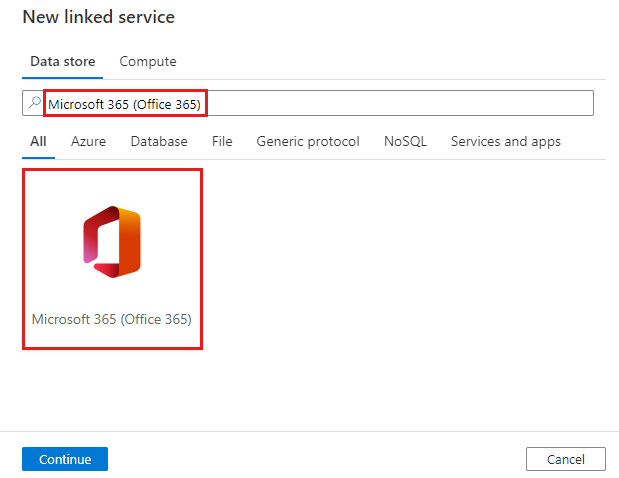 New linked service
Data store Compute
Microsoft 365 (Office 365)
All Azure Database File Generic protocol NoSQL Services and apps
Microsoft 365 (Office 365)
Continue Cancel